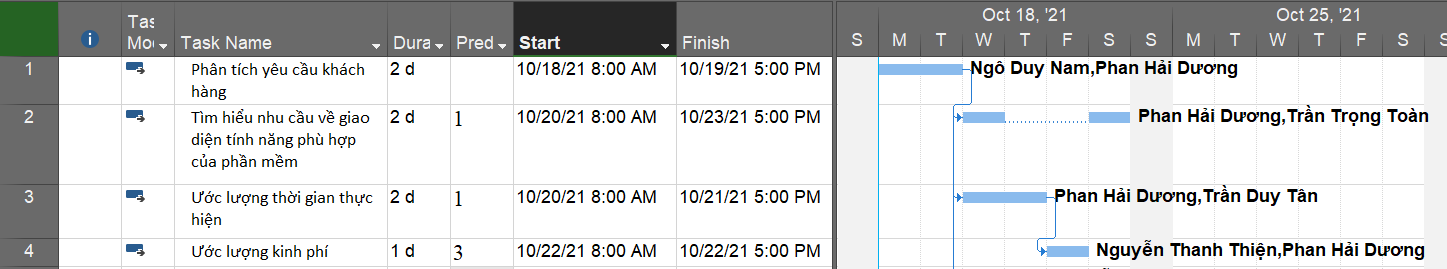 Oct 18, '21 Oct 25, '21
Tas Mo Task Name Dura Pred Start Finish S M T W T F S S M T W T F S S
1 Phân tích yêu cầu khách 2 d 10/18/21 8:00 AM 10/19/21 5:00 PM Ngô Duy Nam,Phan Hải Dương
hàng
2 Tìm hiểu nhu cầu về giao 2 d 1 10/20/21 8:00 AM 10/23/21 5:00 PM Phan Hải Dương,Trần Trọng Toàn
diện tính năng phù hợp
của phần mềm
3 Ước lượng thời gian thực 2 d 1 10/20/21 8:00 AM 10/21/21 5:00 PM Phan Hải Dương,Trần Duy Tân
hiện
4 Ước lượng kinh phí 1 d 3 10/22/21 8:00 AM 10/22/21 5:00 PM Nguyễn Thanh Thiện,Phan Hải Dương